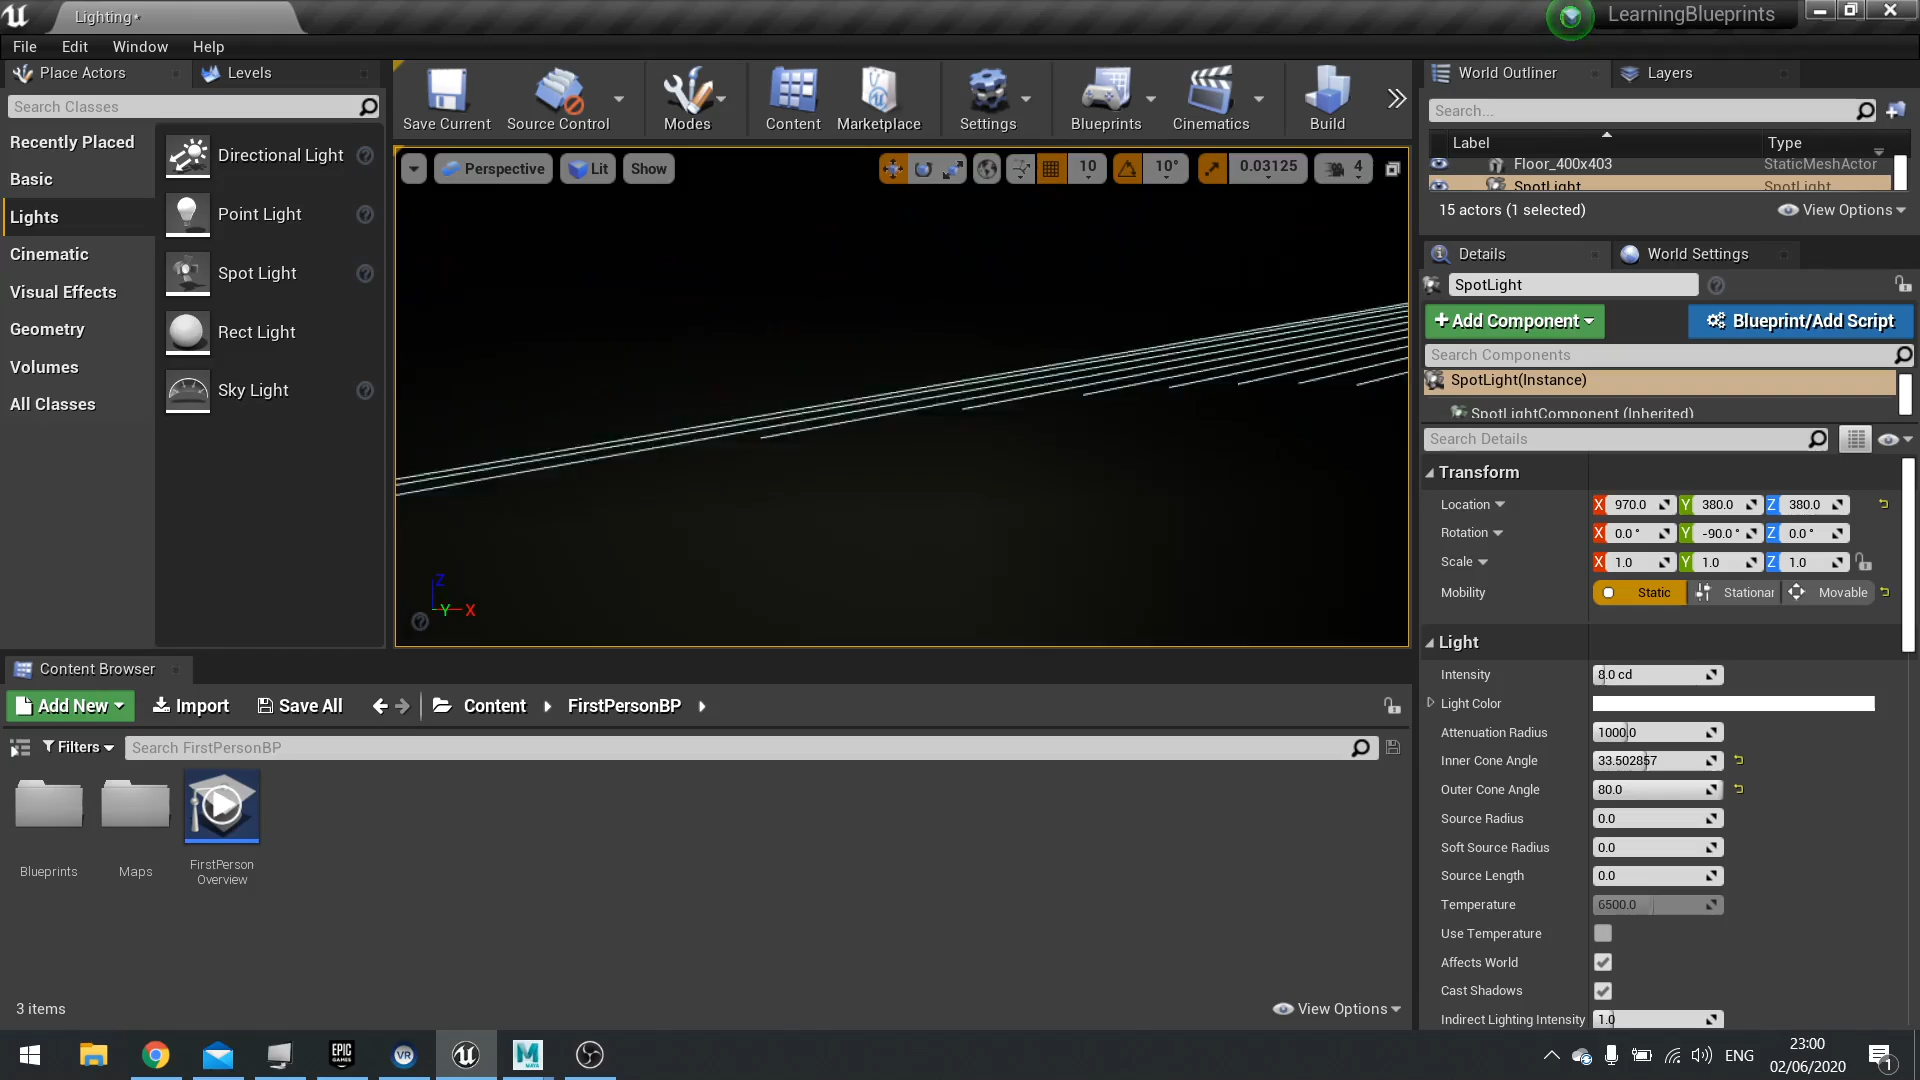 Lighting*
LearningBlueprints
File Edit Window Help
Place Actors
Levels
Search Classes
Recently Placed
Basic
Lights
Cinematic
Visual Effects
Geometry
Volumes
All Classes
Directional Light
Point Light
Spot Light
Rect Light
Sky Light
Save Current
Source Control
Modes
Content
Marketplace
Settings
Blueprints
Cinematics
Build
Perspective
Lit
Show
10
10°
0.03125
4
Z
Y X
World Outliner
Layers
Search...
Label
Type
Floor_400x403
StaticMeshActor
SpotLight
SpotLight
15 actors (1 selected)
View Options
Details
World Settings
SpotLight
+Add Component
Blueprint/Add Script
Search Components
SpotLight(Instance)
SpotLightComponent (Inherited)
Search Details
Transform
Location X 970.0 Y 380.0 Z 380.0
Rotation X 0.0° Y -90.0° Z 0.0°
Scale X 1.0 Y 1.0 Z 1.0
Mobility Static Stationar Movable
Light
Intensity 8.0 cd
Light Color
Attenuation Radius 1000.0
Inner Cone Angle 33.502857
Outer Cone Angle 80.0
Source Radius 0.0
Soft Source Radius 0.0
Source Length 0.0
Temperature 6500.0
Use Temperature
Affects World
Cast Shadows
Indirect Lighting Intensity 1.0
Content Browser
Add New
Import
Save All
Content
FirstPersonBP
Filters
Search FirstPersonBP
Blueprints
Maps
FirstPerson
Overview
3 items
View Options
EPIC
GAMES
VR
M
MAYA
ENG
23:00
02/06/2020
1